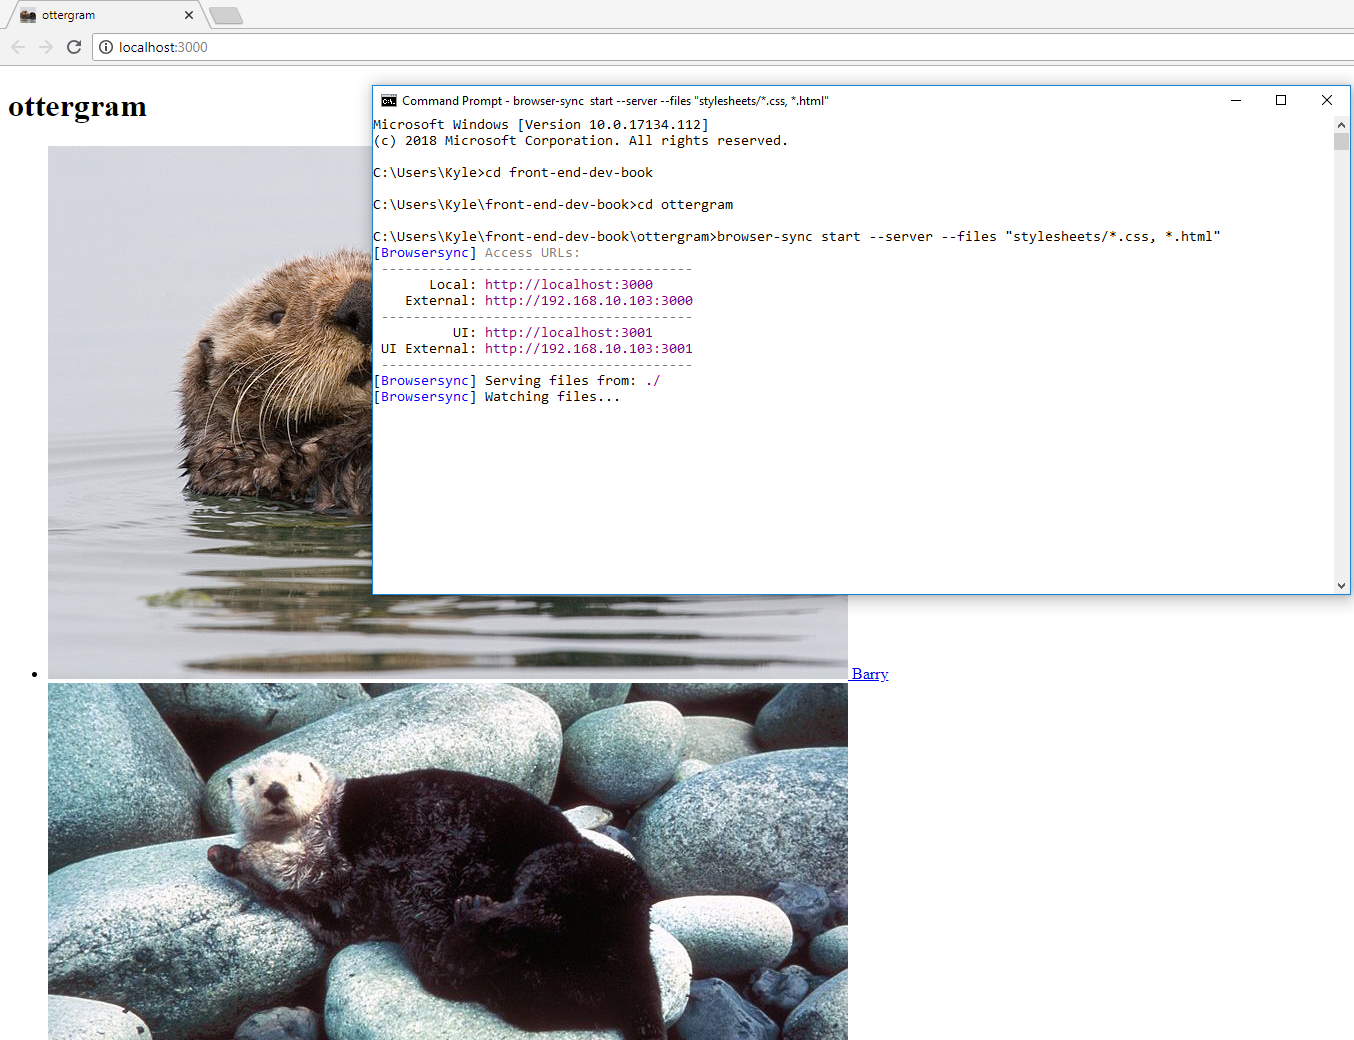 ottergram
localhost:3000
ottergram
Command Prompt - browser-sync  start --server --files "stylesheets/*.css, *.html"
Microsoft Windows [Version 10.0.17134.112]
(c) 2018 Microsoft Corporation. All rights reserved.
C:\Users\Kyle>cd front-end-dev-book
C:\Users\Kyle\front-end-dev-book>cd ottergram
C:\Users\Kyle\front-end-dev-book\ottergram>browser-sync start --server --files "stylesheets/*.css, *.html"
[Browsersync] Access URLs:
---------------------------------------
Local: http://localhost:3000
External: http://192.168.10.103:3000
---------------------------------------
UI: http://localhost:3001
UI External: http://192.168.10.103:3001
---------------------------------------
[Browsersync] Serving files from: ./
[Browsersync] Watching files...
Barry